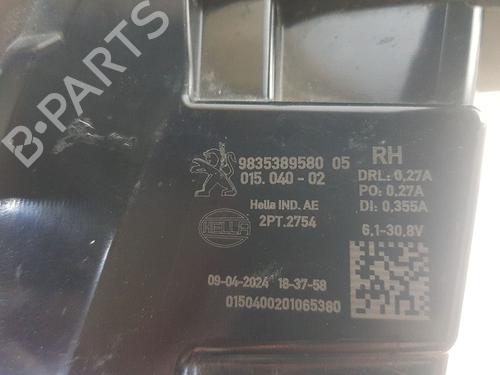 B-PARTS
9835389580 05
RH
015.040-02
DRL: 0,27A
PO: 0.27A
DI: 0,355A
Hella IND. AE
2PT.2754
6,1-30,8V
HELLA
09-04-2024 18-37-58
0150400201065380